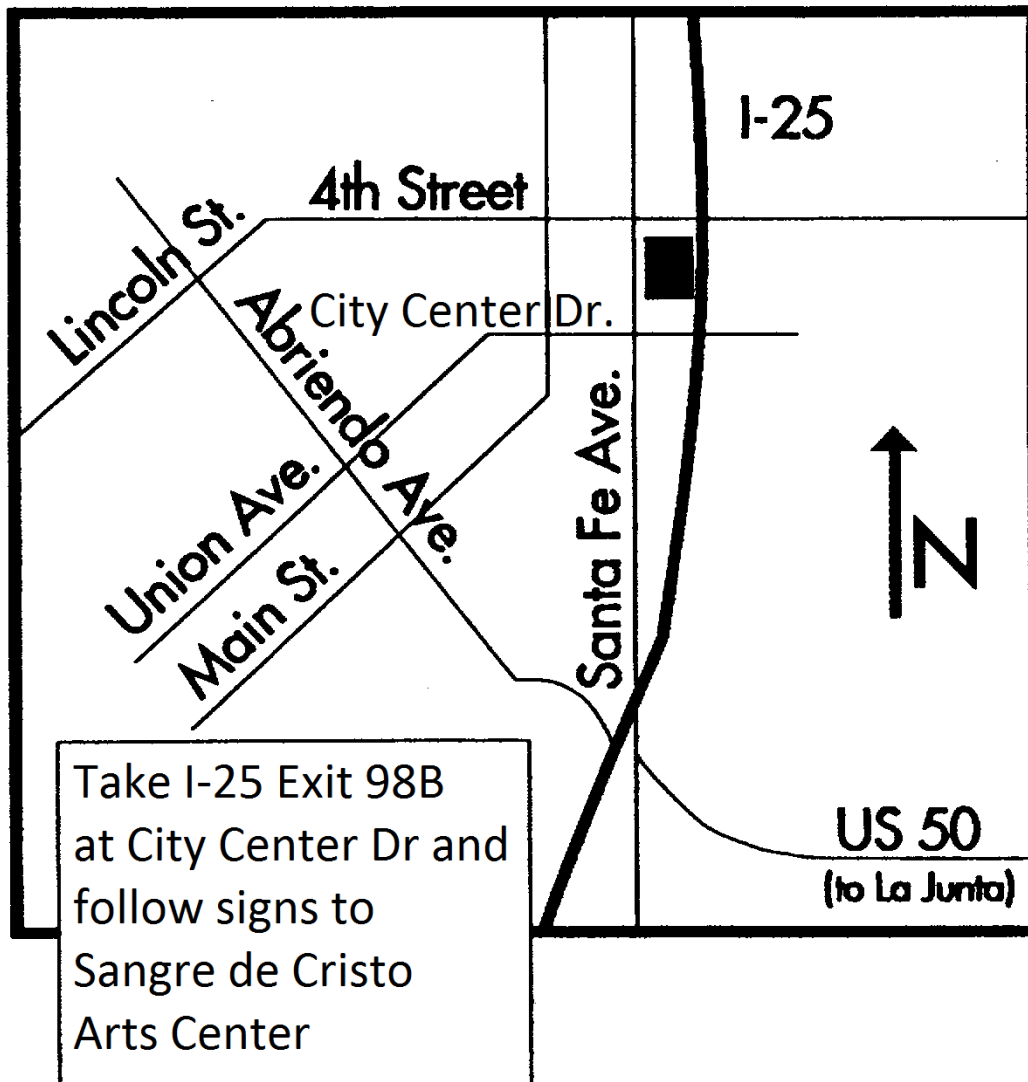 I-25
4th Street
Lincoln St.
City Center Dr.
Abriendo Ave.
Santa Fe Ave.
Union Ave.
Main St.
N
Take I-25 Exit 98B
at City Center Dr and
follow signs to
Sangre de Cristo
Arts Center
US 50
(to La Junta)